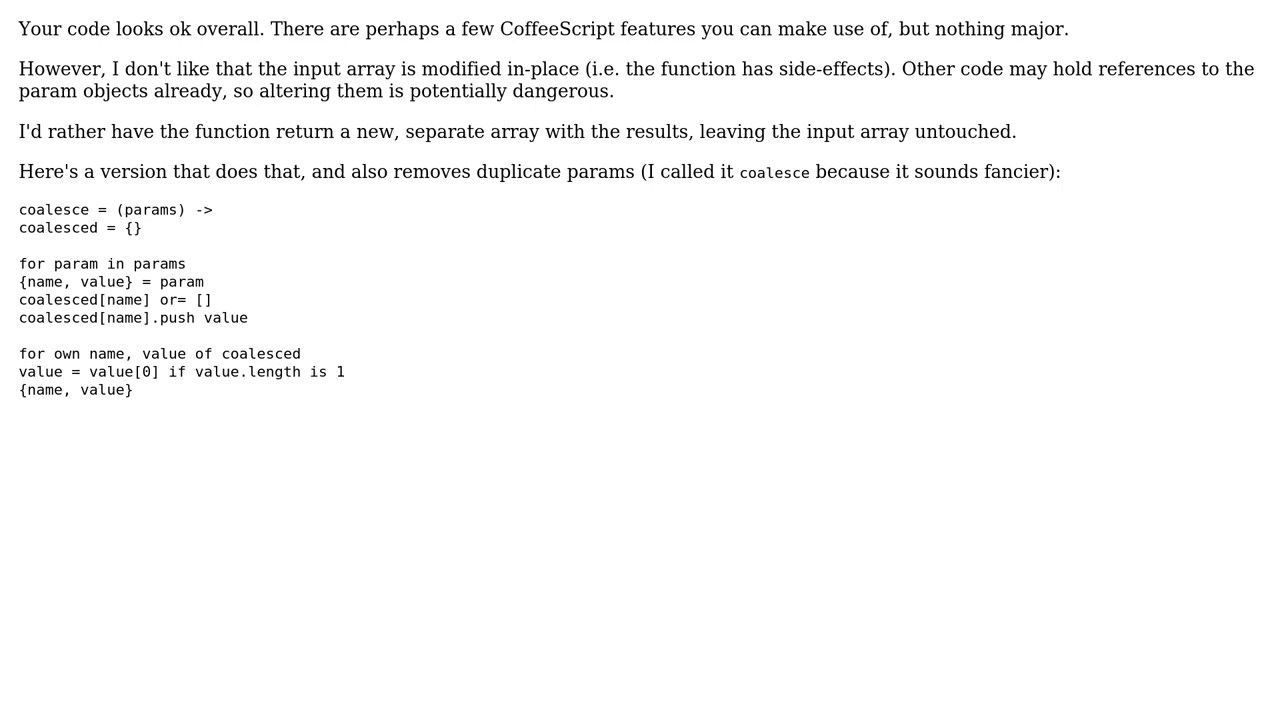 Your code looks ok overall. There are perhaps a few CoffeeScript features you can make use of, but nothing major.
However, I don't like that the input array is modified in-place (i.e. the function has side-effects). Other code may hold references to the
param objects already, so altering them is potentially dangerous.
I'd rather have the function return a new, separate array with the results, leaving the input array untouched.
Here's a version that does that, and also removes duplicate params (I called it coalesce because it sounds fancier):
coalesce = (params) ->
coalesced = {}
for param in params
{name, value} = param
coalesced[name] or= []
coalesced[name].push value
for own name, value of coalesced
value = value[0] if value.length is 1
{name, value}